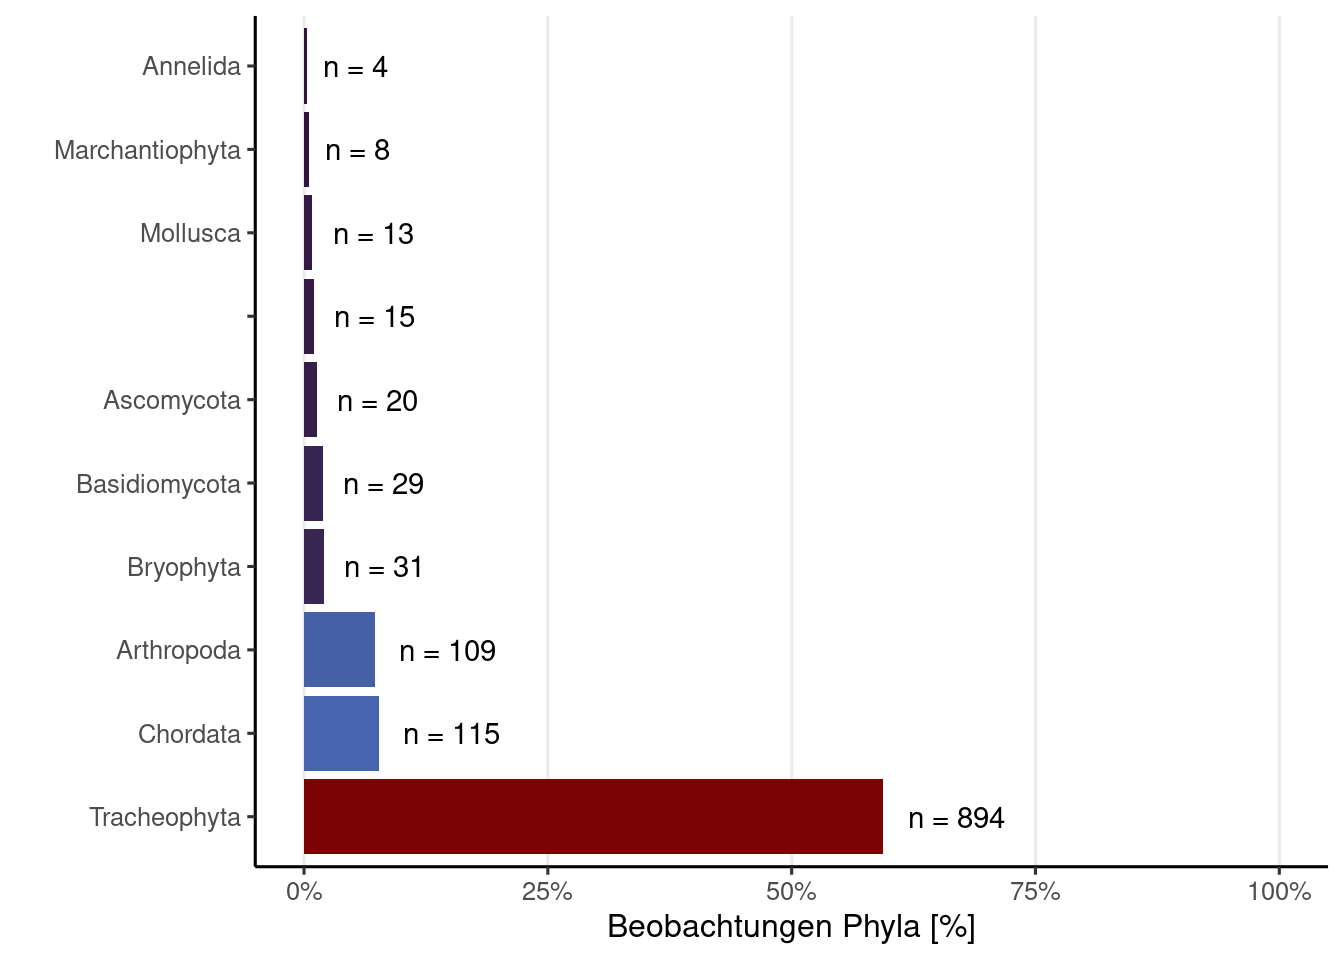 Annelida n = 4
Marchantiophyta n = 8
Mollusca n = 13
n = 15
Ascomycota n = 20
Basidiomycota n = 29
Bryophyta n = 31
Arthropoda n = 109
Chordata n = 115
Tracheophyta n = 894
0% 25% 50% 75% 100%
Beobachtungen Phyla [%]